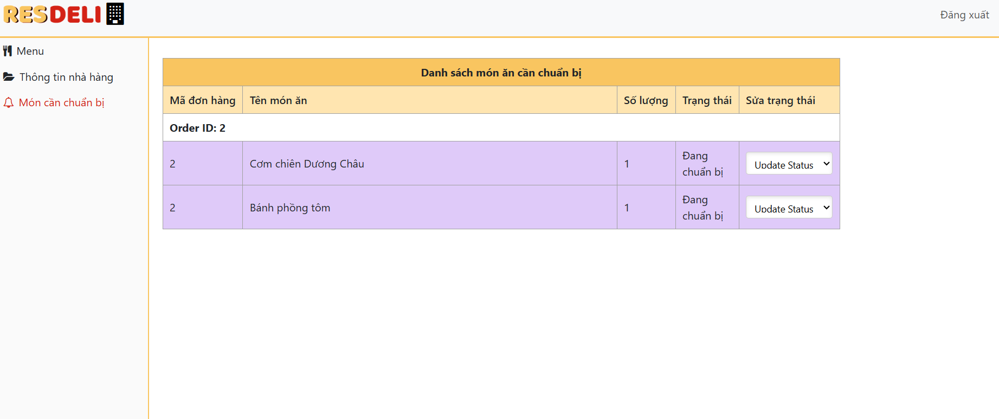 RESDELI
Đăng xuất
Menu
Thông tin nhà hàng
Món cần chuẩn bị
Danh sách món ăn cần chuẩn bị
Mã đơn hàng Tên món ăn Số lượng Trạng thái Sửa trạng thái
Order ID: 2
2 Cơm chiên Dương Châu 1 Đang chuẩn bị Update Status
2 Bánh phồng tôm 1 Đang chuẩn bị Update Status